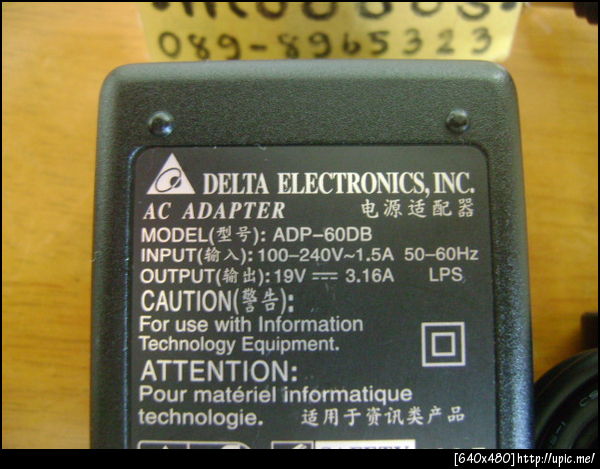 089-8965323
DELTA ELECTRONICS, INC.
AC ADAPTER 电源适配器
MODEL(型号): ADP-60DB
INPUT(输入): 100-240V~1.5A 50-60Hz
OUTPUT(输出): 19V ⎓ 3.16A LPS
CAUTION(警告):
For use with Information
Technology Equipment.
ATTENTION:
Pour matériel informatique
technologie. 适用于资讯类产品
[640x480]http://upic.me/